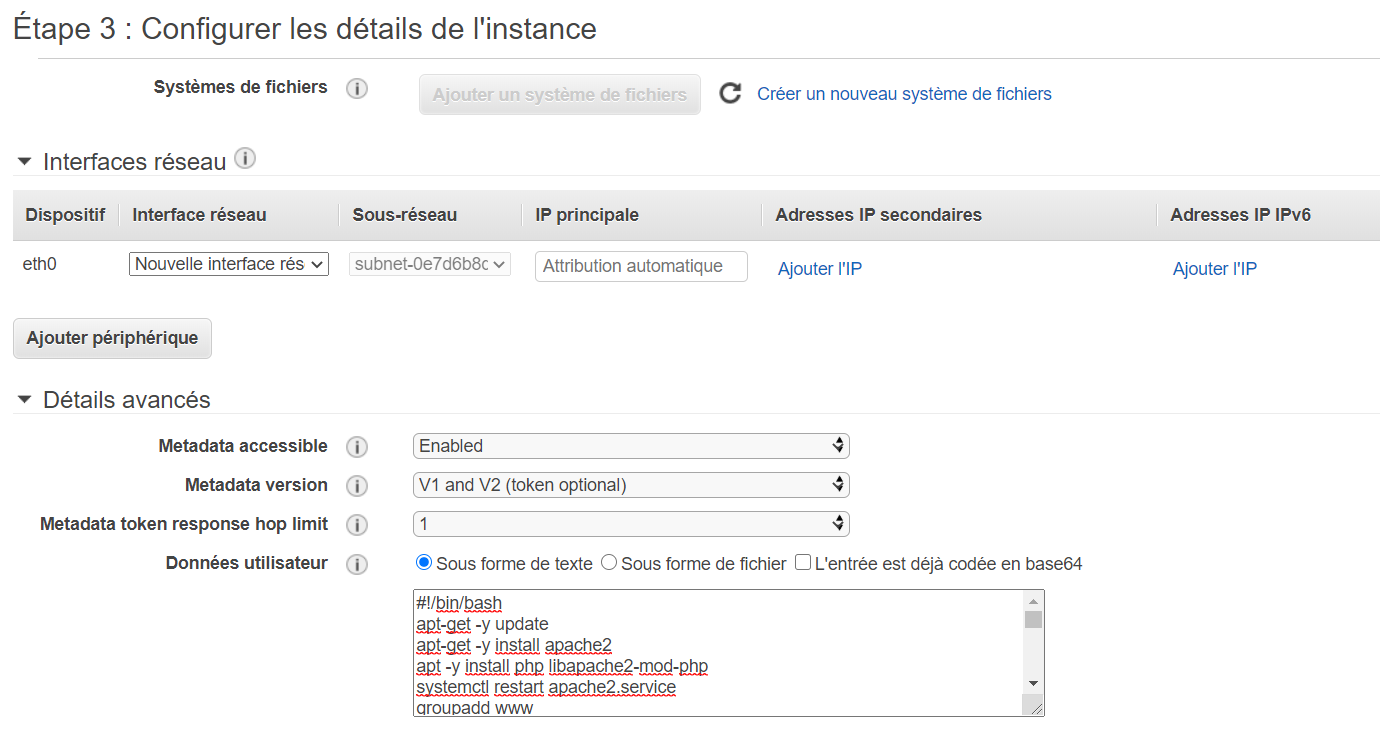 Étape 3 : Configurer les détails de l'instance
Systèmes de fichiers
Ajouter un système de fichiers
Créer un nouveau système de fichiers
Interfaces réseau
Dispositif Interface réseau Sous-réseau IP principale Adresses IP secondaires Adresses IP IPv6
eth0 Nouvelle interface rés subnet-0e7d6b8c Attribution automatique Ajouter l'IP Ajouter l'IP
Ajouter périphérique
Détails avancés
Metadata accessible Enabled
Metadata version V1 and V2 (token optional)
Metadata token response hop limit 1
Données utilisateur Sous forme de texte Sous forme de fichier L'entrée est déjà codée en base64
#!/bin/bash
apt-get -y update
apt-get -y install apache2
apt -y install php libapache2-mod-php
systemctl restart apache2.service
groupadd www